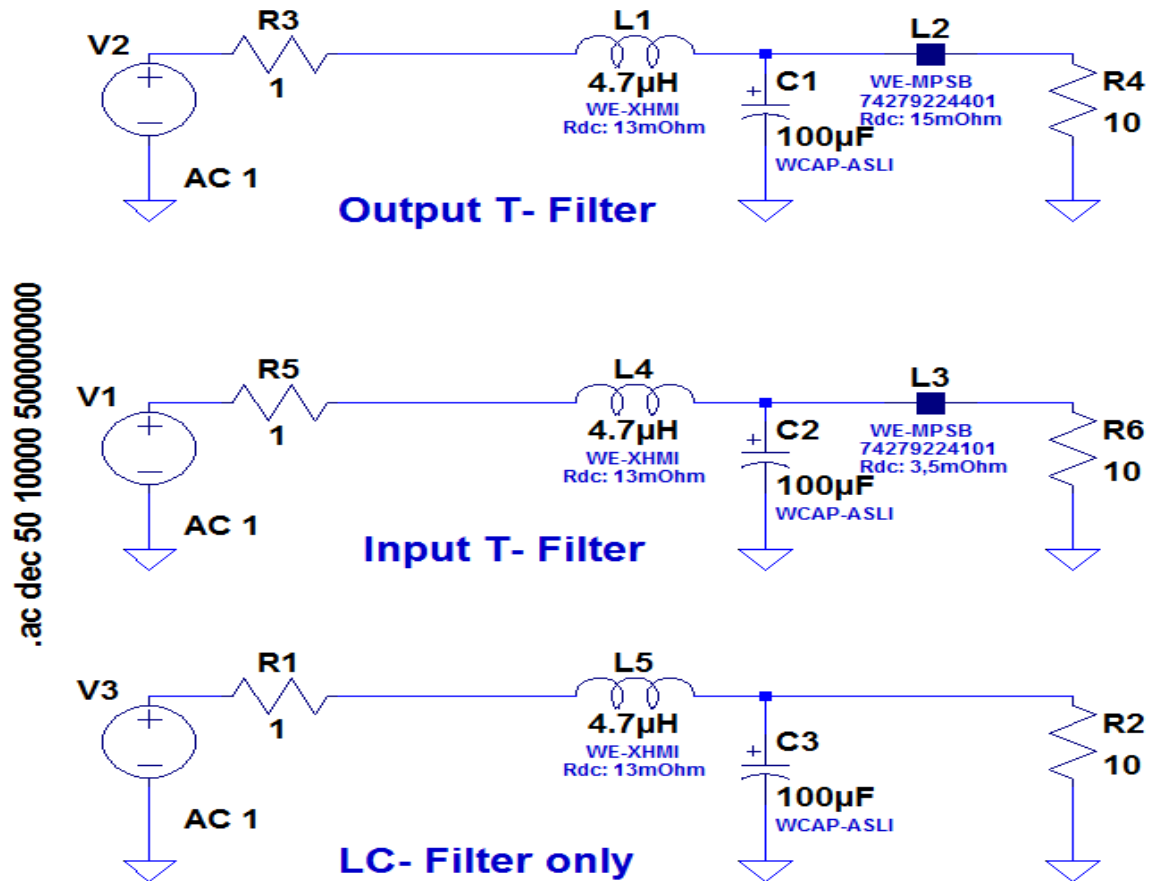 R3
L1
L2
V2
1
4.7µH
WE-XHMI
Rdc: 13mOhm
C1
100µF
WCAP-ASLI
WE-MPSB
74279224401
Rdc: 15mOhm
R4
10
AC 1
Output T- Filter
.ac dec 50 10000 5000000000
R5
L4
L3
V1
1
4.7µH
WE-XHMI
Rdc: 13mOhm
C2
100µF
WCAP-ASLI
WE-MPSB
74279224101
Rdc: 3,5mOhm
R6
10
AC 1
Input T- Filter
R1
L5
V3
1
4.7µH
WE-XHMI
Rdc: 13mOhm
C3
100µF
WCAP-ASLI
R2
10
AC 1
LC- Filter only